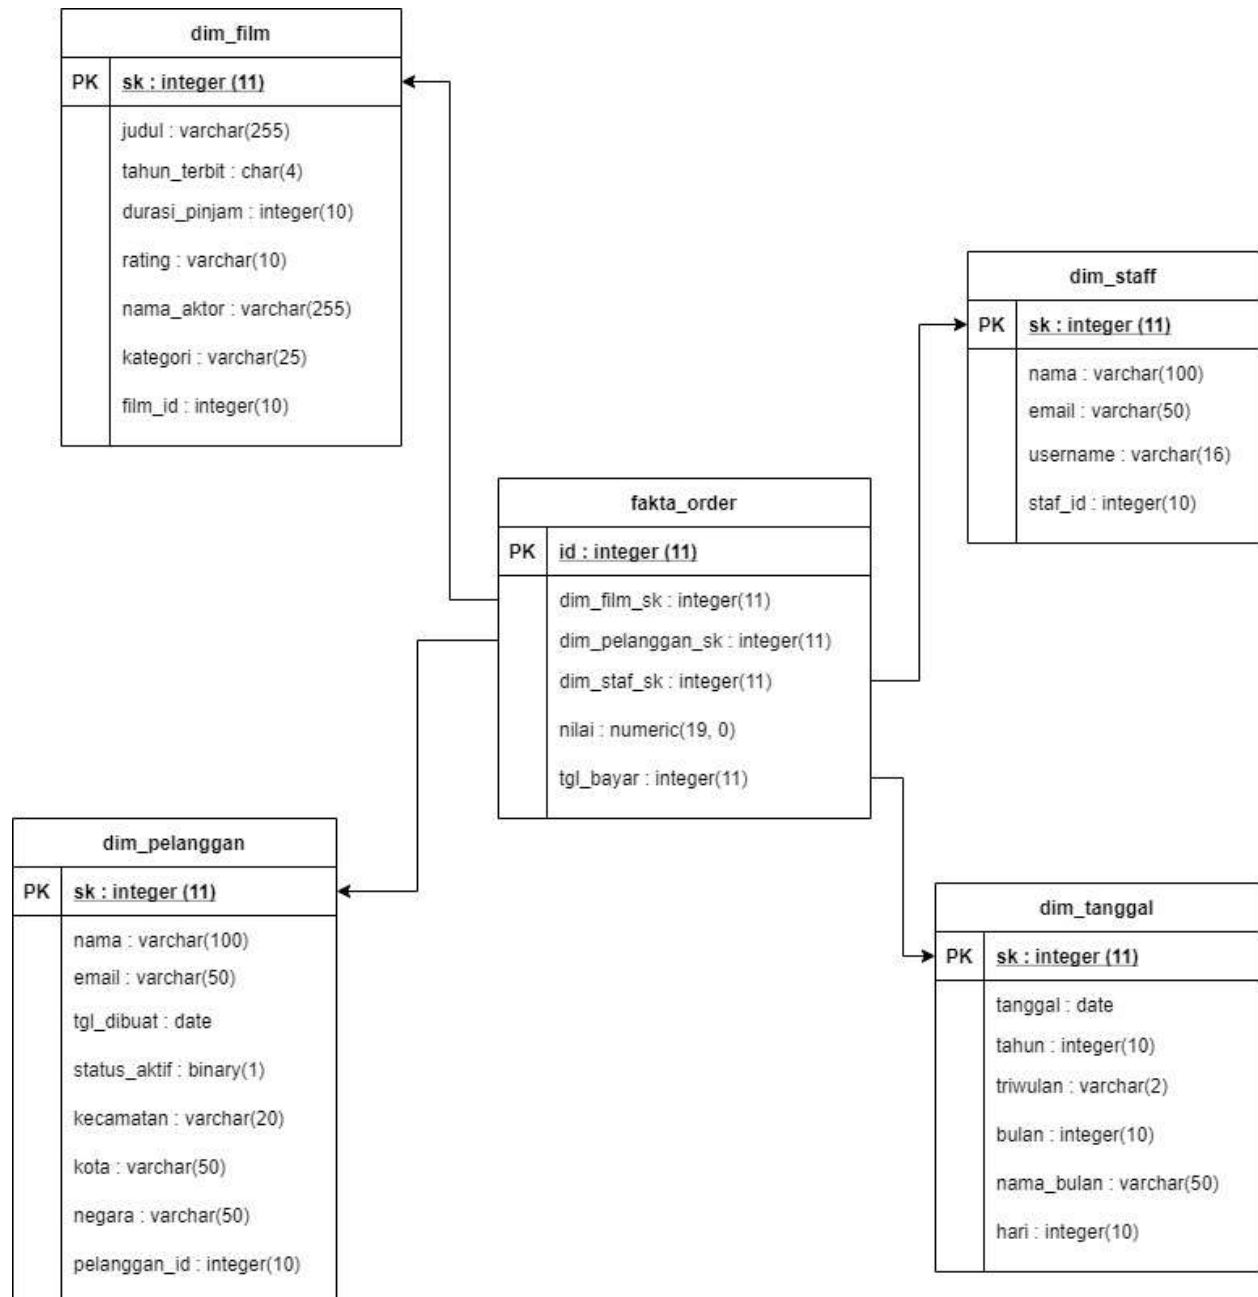 dim_film
PK sk : integer (11)
judul : varchar(255)
tahun_terbit : char(4)
durasi_pinjam : integer(10)
rating : varchar(10)
nama_aktor : varchar(255)
kategori : varchar(25)
film_id : integer(10)
dim_staff
PK sk : integer (11)
nama : varchar(100)
email : varchar(50)
username : varchar(16)
staf_id : integer(10)
fakta_order
PK id : integer (11)
dim_film_sk : integer(11)
dim_pelanggan_sk : integer(11)
dim_staf_sk : integer(11)
nilai : numeric(19, 0)
tgl_bayar : integer(11)
dim_pelanggan
PK sk : integer (11)
nama : varchar(100)
email : varchar(50)
tgl_dibuat : date
status_aktif : binary(1)
kecamatan : varchar(20)
kota : varchar(50)
negara : varchar(50)
pelanggan_id : integer(10)
dim_tanggal
PK sk : integer (11)
tanggal : date
tahun : integer(10)
triwulan : varchar(2)
bulan : integer(10)
nama_bulan : varchar(50)
hari : integer(10)